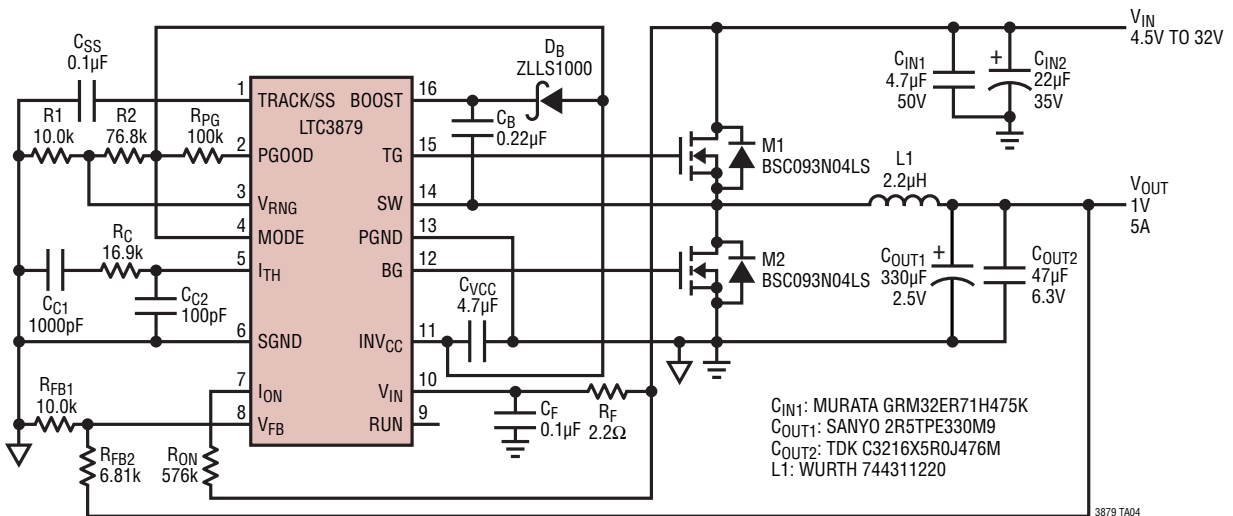 CSS
0.1µF
R1
10.0k
R2
76.8k
RPG
100k
RC
16.9k
CC1
1000pF
CC2
100pF
RFB1
10.0k
RFB2
6.81k
RON
576k
1
2
3
4
5
6
7
8
TRACK/SS
BOOST
LTC3879
PGOOD
TG
VRNG
SW
MODE
PGND
ITH
BG
SGND
INVCC
ION
VIN
VFB
RUN
16
15
14
13
12
11
10
9
DB
ZLLS1000
CB
0.22µF
CVCC
4.7µF
CF
0.1µF
RF
2.2Ω
M1
BSC093N04LS
M2
BSC093N04LS
L1
2.2µH
CIN1
4.7µF
50V
+
CIN2
22µF
35V
VIN
4.5V TO 32V
VOUT
1V
5A
COUT1
330µF
2.5V
+
COUT2
47µF
6.3V
CIN1: MURATA GRM32ER71H475K
COUT1: SANYO 2R5TPE330M9
COUT2: TDK C3216X5R0J476M
L1: WURTH 744311220
3879 TA04